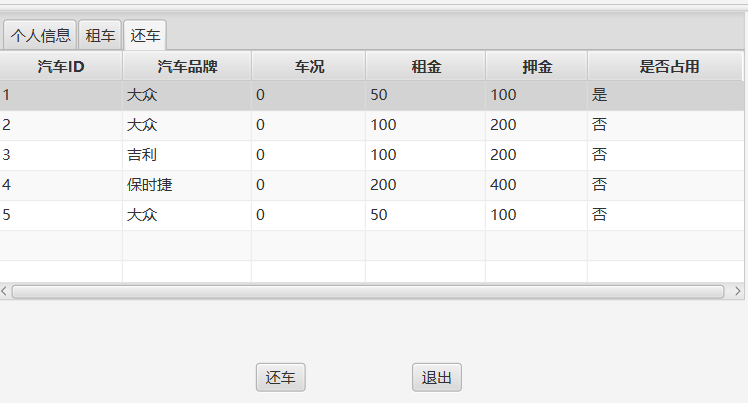 个人信息 租车 还车
汽车ID 汽车品牌 车况 租金 押金 是否占用
1 大众 0 50 100 是
2 大众 0 100 200 否
3 吉利 0 100 200 否
4 保时捷 0 200 400 否
5 大众 0 50 100 否
还车 退出